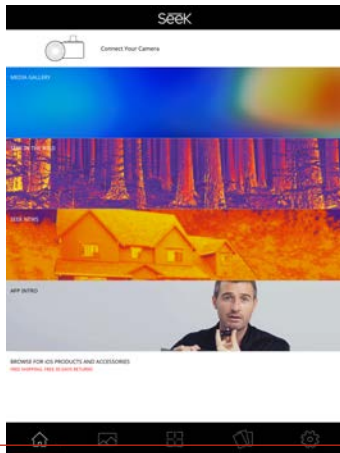 SeeK
Connect Your Camera
MEDIA GALLERY
SEEK IN THE WILD
SEEK NEWS
APP INTRO
BROWSE FOR iOS PRODUCTS AND ACCESSORIES
FREE SHIPPING, FREE 30 DAYS RETURNS